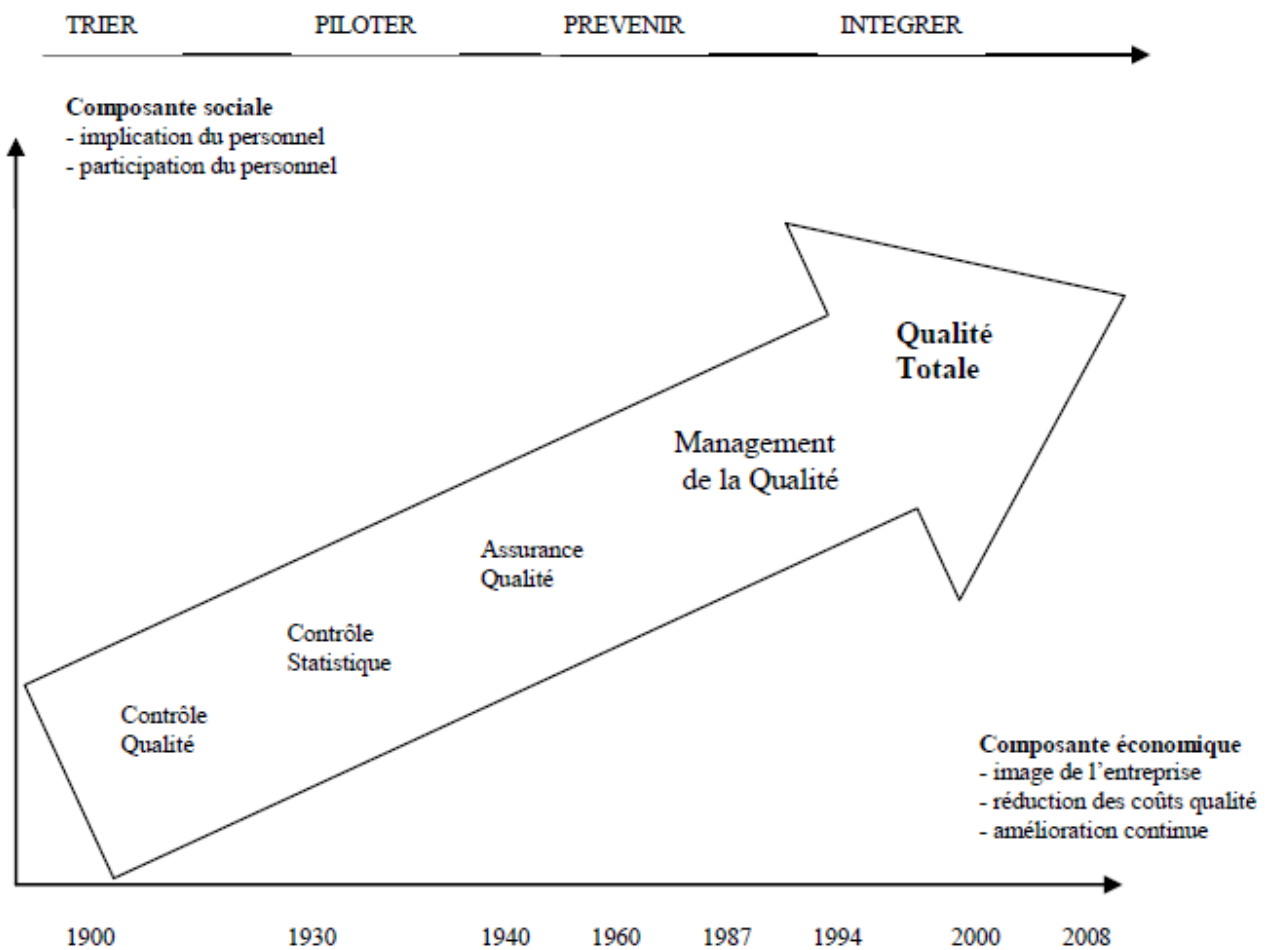 TRIER PILOTER PREVENIR INTEGRER
Composante sociale
- implication du personnel
- participation du personnel
Qualité
Totale
Management
de la Qualité
Assurance
Qualité
Contrôle
Statistique
Contrôle
Qualité
Composante économique
- image de l’entreprise
- réduction des coûts qualité
- amélioration continue
1900 1930 1940 1960 1987 1994 2000 2008